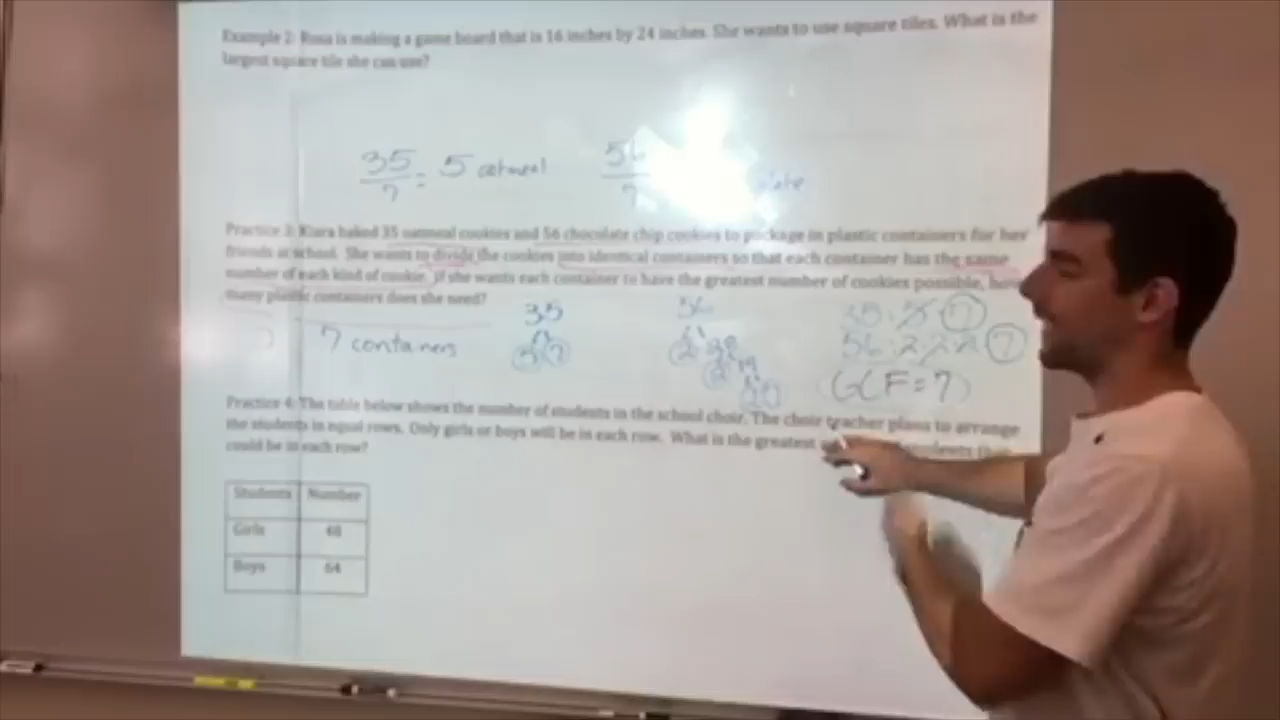 Example 2: Rosa is making a game board that is 16 inches by 24 inches. She wants to use square tiles. What is the
largest square tile she can use?
35/7 = 5 oatmeal 56/7
Practice 3: Kiara baked 35 oatmeal cookies and 56 chocolate chip cookies to package in plastic containers for her
friends at school. She wants to divide the cookies into identical containers so that each container has the same
number of each kind of cookie. If she wants each container to have the greatest number of cookies possible, how
many plastic containers does she need?
7 containers
35
5 7
56
2 28
2 14
2 7
35: 5 7
56: 2 2 2 7
GCF = 7
Practice 4: The table below shows the number of students in the school choir. The choir teacher plans to arrange
the students in equal rows. Only girls or boys will be in each row. What is the greatest students
could be in each row?
Students Number
Girls 48
Boys 64